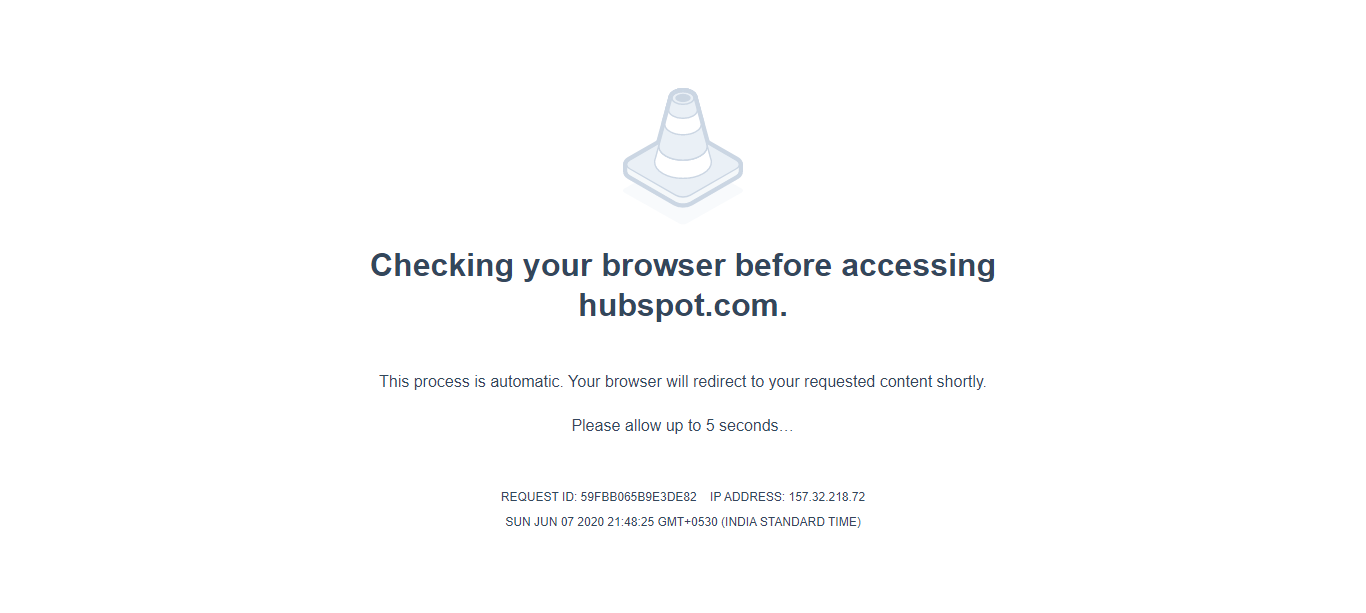 Checking your browser before accessing
hubspot.com.
This process is automatic. Your browser will redirect to your requested content shortly.
Please allow up to 5 seconds…
REQUEST ID: 59FBB065B9E3DE82 IP ADDRESS: 157.32.218.72
SUN JUN 07 2020 21:48:25 GMT+0530 (INDIA STANDARD TIME)